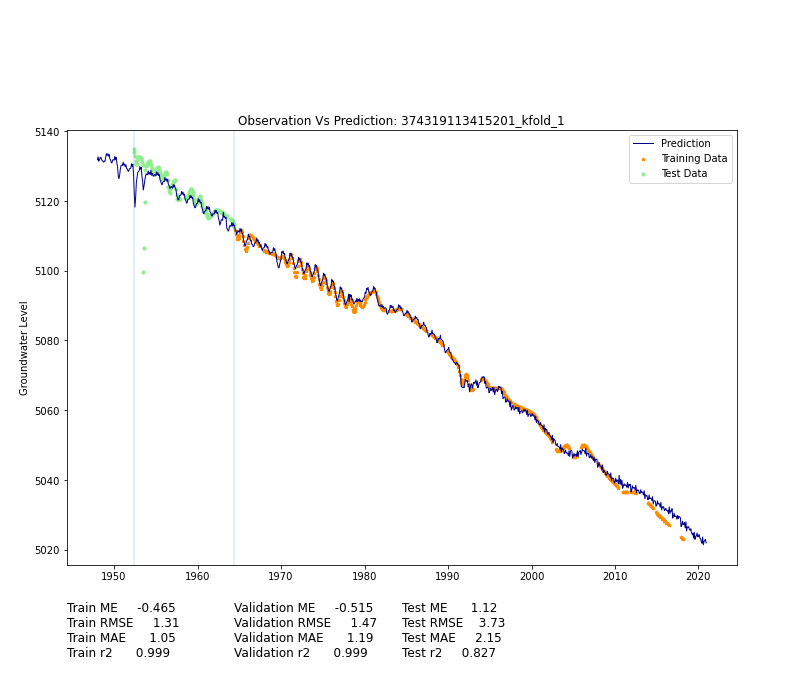 Observation Vs Prediction: 374319113415201_kfold_1
Prediction
Training Data
Test Data
Groundwater Level
5140
5120
5100
5080
5060
5040
5020
1950 1960 1970 1980 1990 2000 2010 2020
Train ME -0.465 Validation ME -0.515 Test ME 1.12
Train RMSE 1.31 Validation RMSE 1.47 Test RMSE 3.73
Train MAE 1.05 Validation MAE 1.19 Test MAE 2.15
Train r2 0.999 Validation r2 0.999 Test r2 0.827